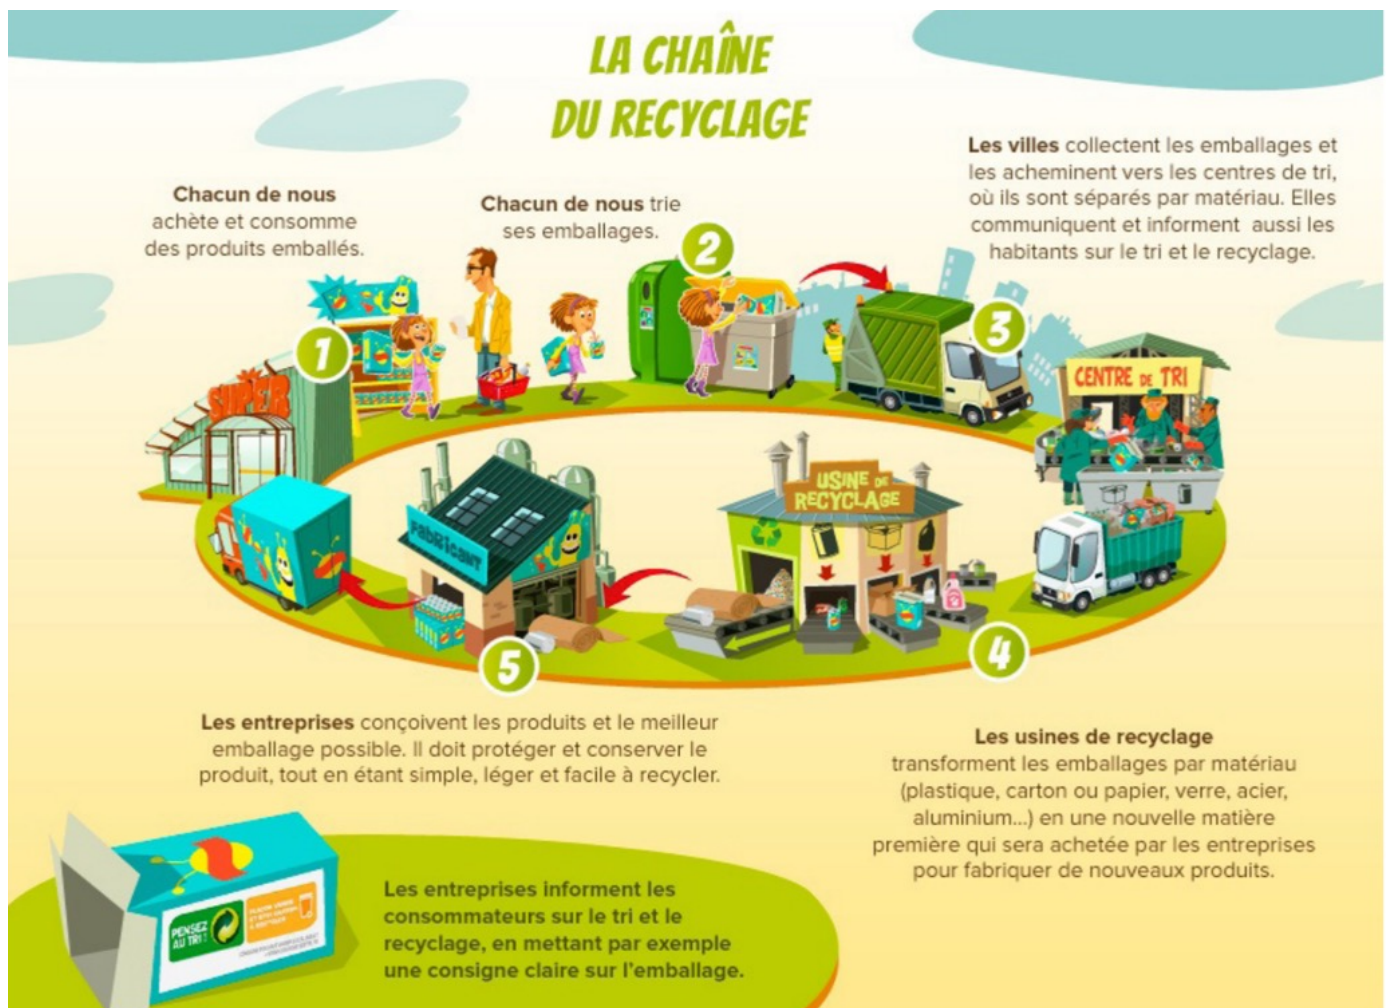 LA CHAÎNE
DU RECYCLAGE
Chacun de nous
achète et consomme
des produits emballés.
Chacun de nous trie
ses emballages.
Les villes collectent les emballages et
les acheminent vers les centres de tri,
où ils sont séparés par matériau. Elles
communiquent et informent aussi les
habitants sur le tri et le recyclage.
1
2
3
SUPER
CENTRE DE TRI
FABRICANT
USINE DE
RECYCLAGE
5
4
Les entreprises conçoivent les produits et le meilleur
emballage possible. Il doit protéger et conserver le
produit, tout en étant simple, léger et facile à recycler.
Les usines de recyclage
transforment les emballages par matériau
(plastique, carton ou papier, verre, acier,
aluminium...) en une nouvelle matière
première qui sera achetée par les entreprises
pour fabriquer de nouveaux produits.
PENSEZ
AU TRI !
Les entreprises informent les
consommateurs sur le tri et le
recyclage, en mettant par exemple
une consigne claire sur l'emballage.